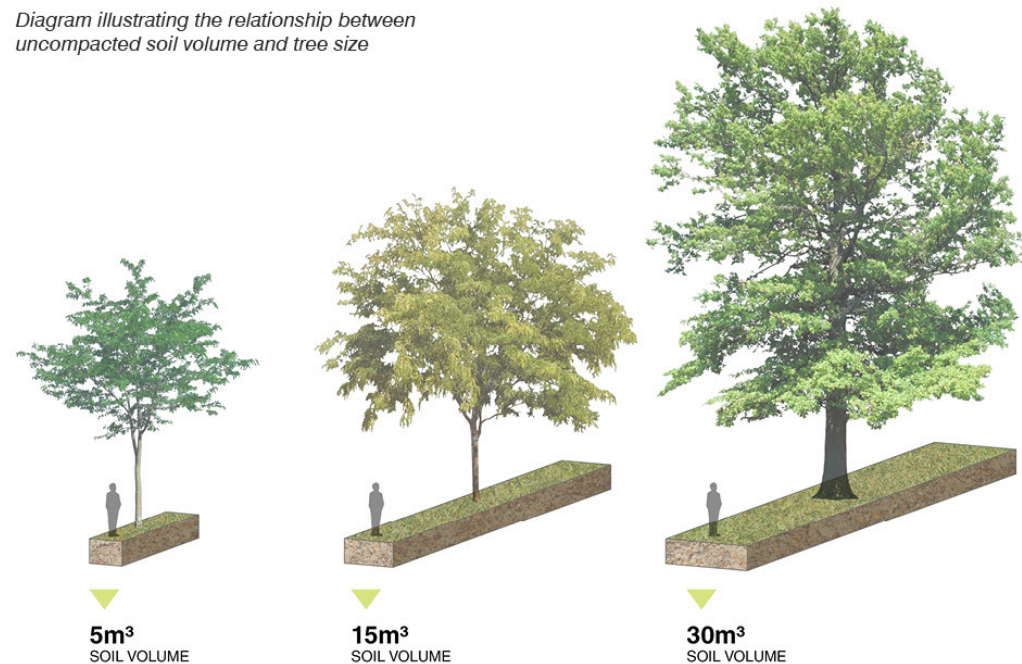 Diagram illustrating the relationship between
uncompacted soil volume and tree size
5m³
SOIL VOLUME
15m³
SOIL VOLUME
30m³
SOIL VOLUME